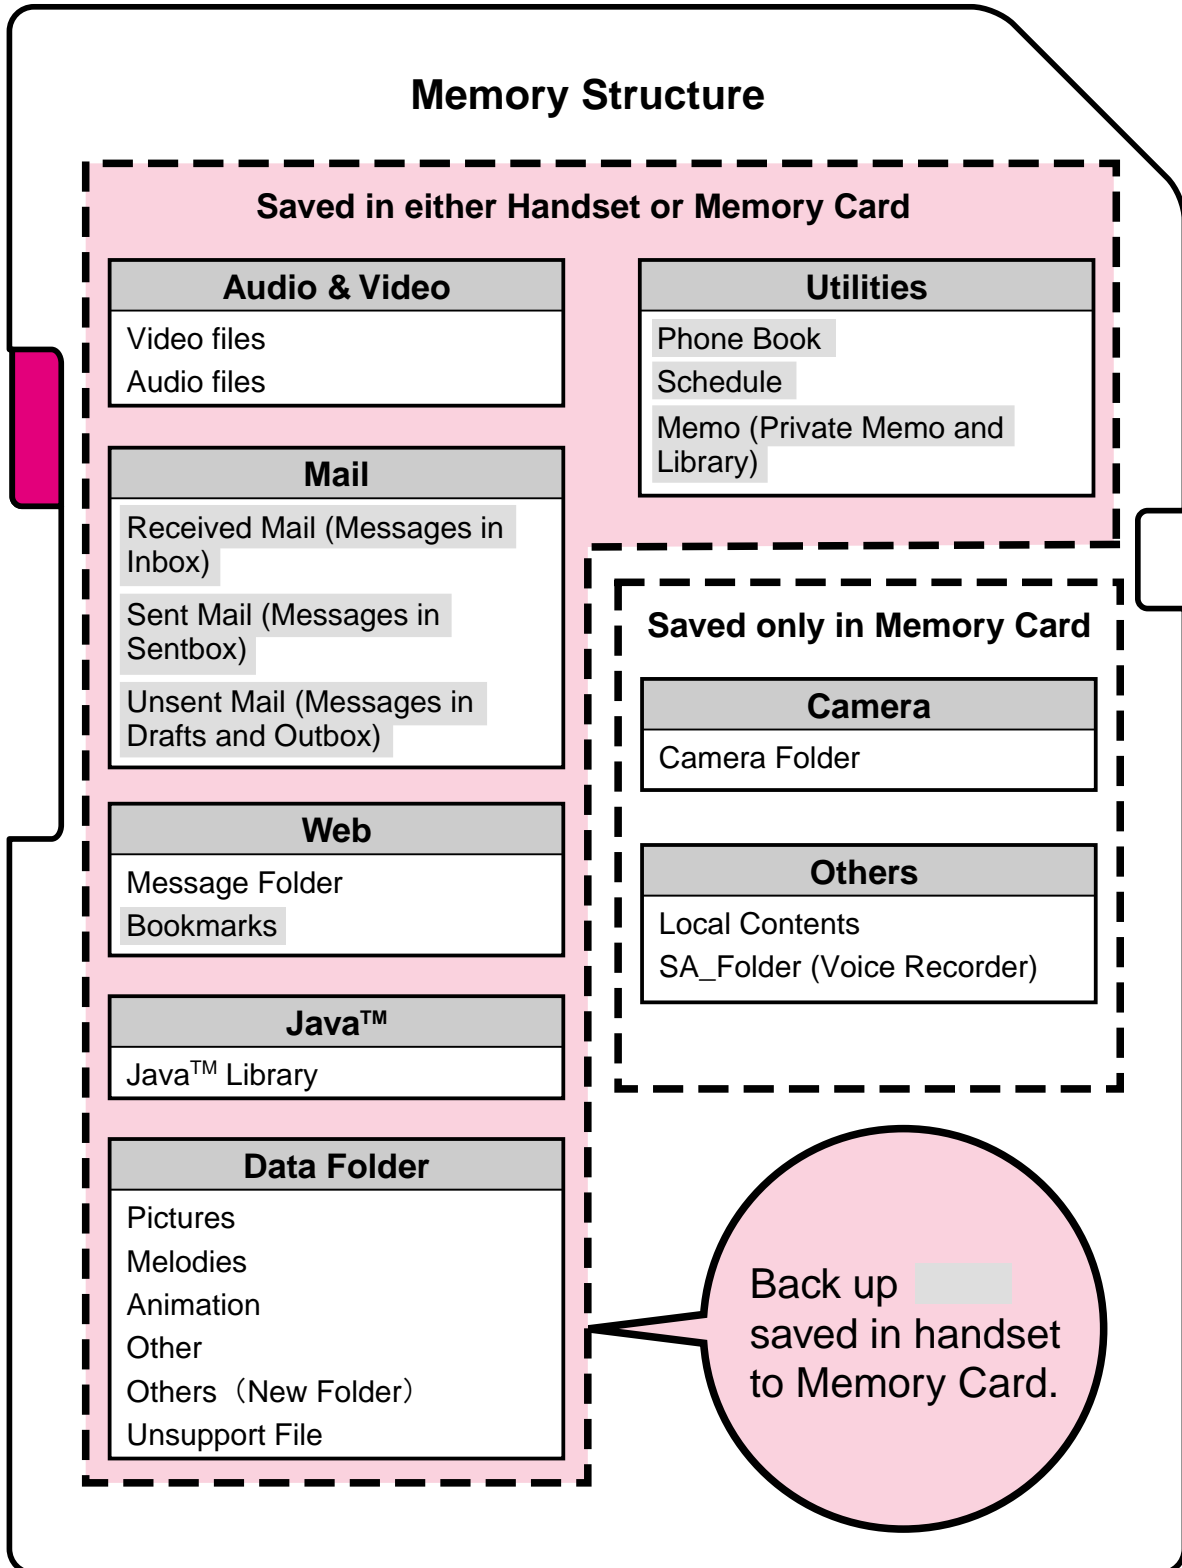 Memory Structure
Saved in either Handset or Memory Card
Audio & Video
Video files
Audio files
Mail
Received Mail (Messages in
Inbox)
Sent Mail (Messages in
Sentbox)
Unsent Mail (Messages in
Drafts and Outbox)
Web
Message Folder
Bookmarks
Java™
Java™ Library
Data Folder
Pictures
Melodies
Animation
Other
Others（New Folder）
Unsupport File
Utilities
Phone Book
Schedule
Memo (Private Memo and
Library)
Saved only in Memory Card
Camera
Camera Folder
Others
Local Contents
SA_Folder (Voice Recorder)
Back up
saved in handset
to Memory Card.